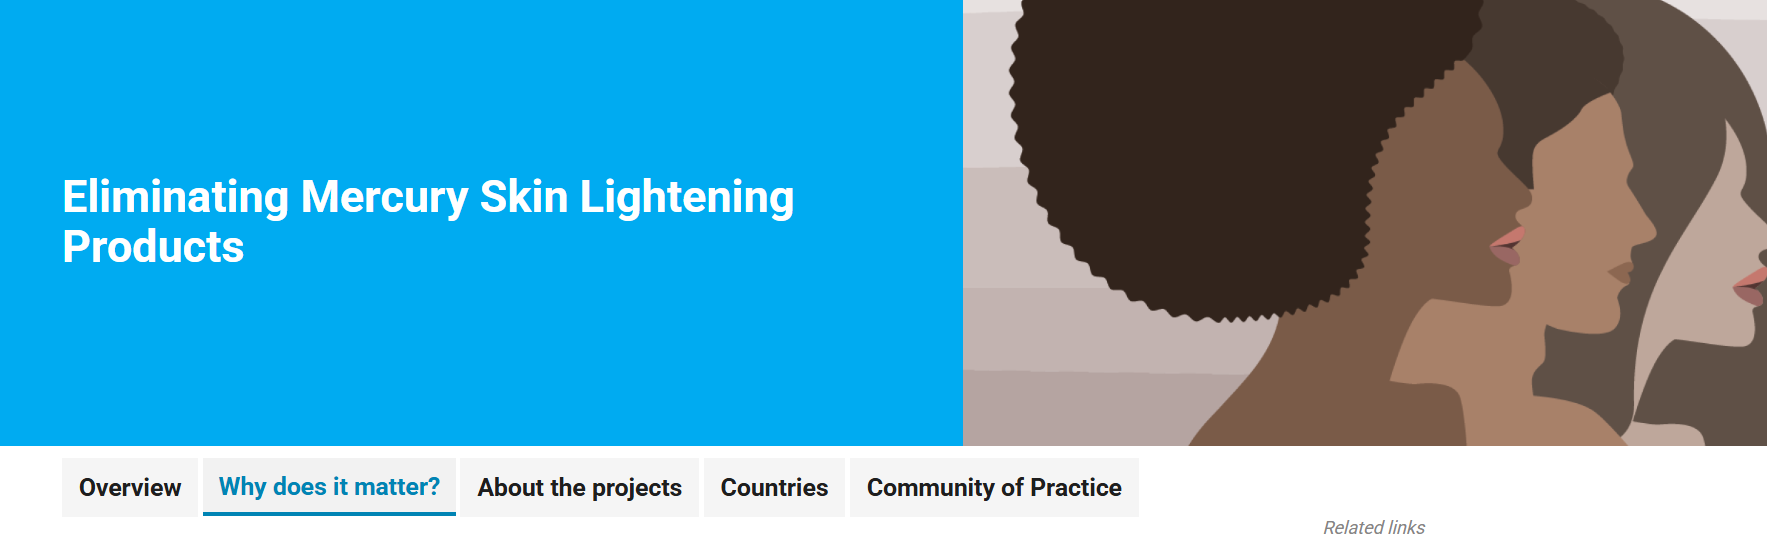 Eliminating Mercury Skin Lightening
Products
Overview
Why does it matter?
About the projects
Countries
Community of Practice
Related links